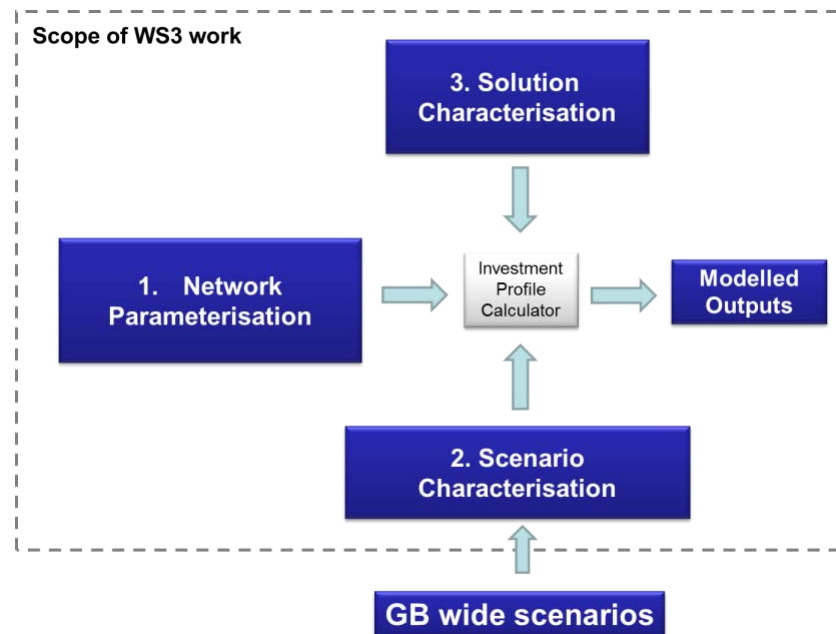 Scope of WS3 work
3. Solution
Characterisation
1. Network
Parameterisation
Investment
Profile
Calculator
Modelled
Outputs
2. Scenario
Characterisation
GB wide scenarios